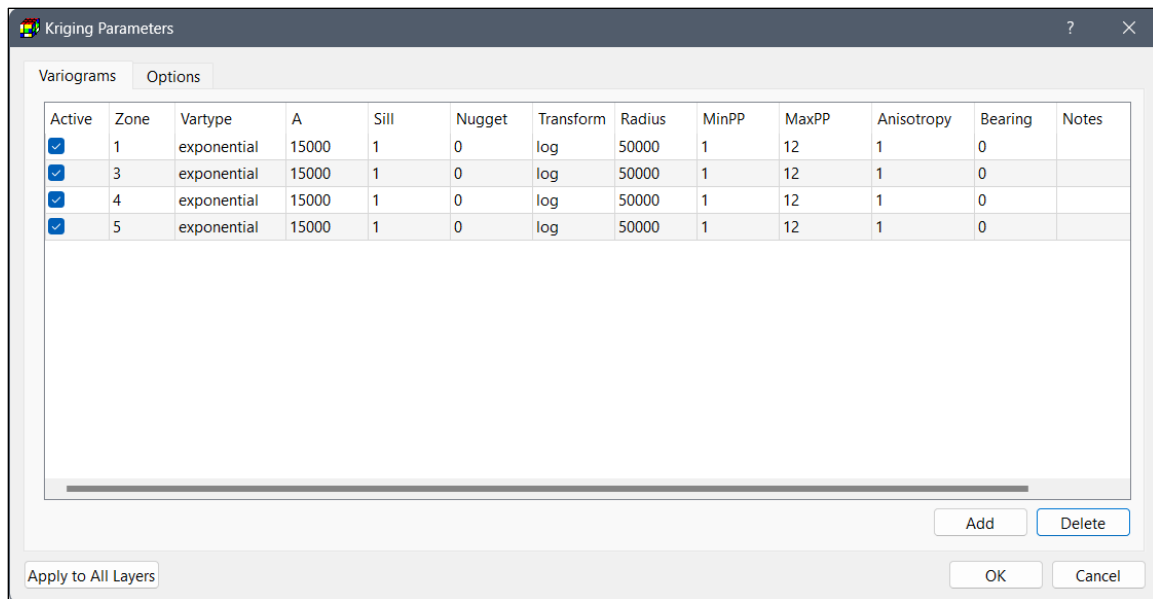 Kriging Parameters ?
Variograms Options
Active Zone Vartype A Sill Nugget Transform Radius MinPP MaxPP Anisotropy Bearing Notes
1 exponential 15000 1 0 log 50000 1 12 1 0
3 exponential 15000 1 0 log 50000 1 12 1 0
4 exponential 15000 1 0 log 50000 1 12 1 0
5 exponential 15000 1 0 log 50000 1 12 1 0
Add Delete
Apply to All Layers OK Cancel